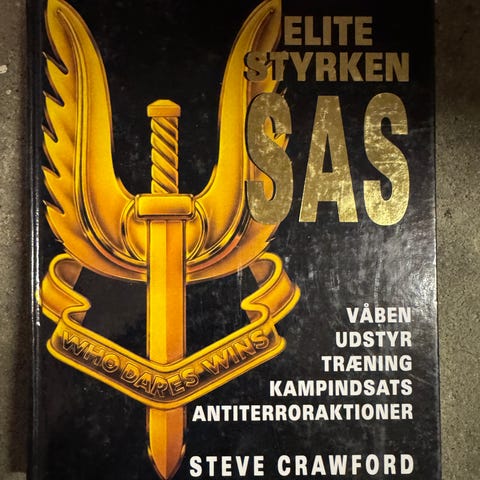 ELITE
STYRKEN
SAS
WHO DARES WINS
VÅBEN
UDSTYR
TRÆNING
KAMPINDSATS
ANTITERRORAKTIONER
STEVE CRAWFORD